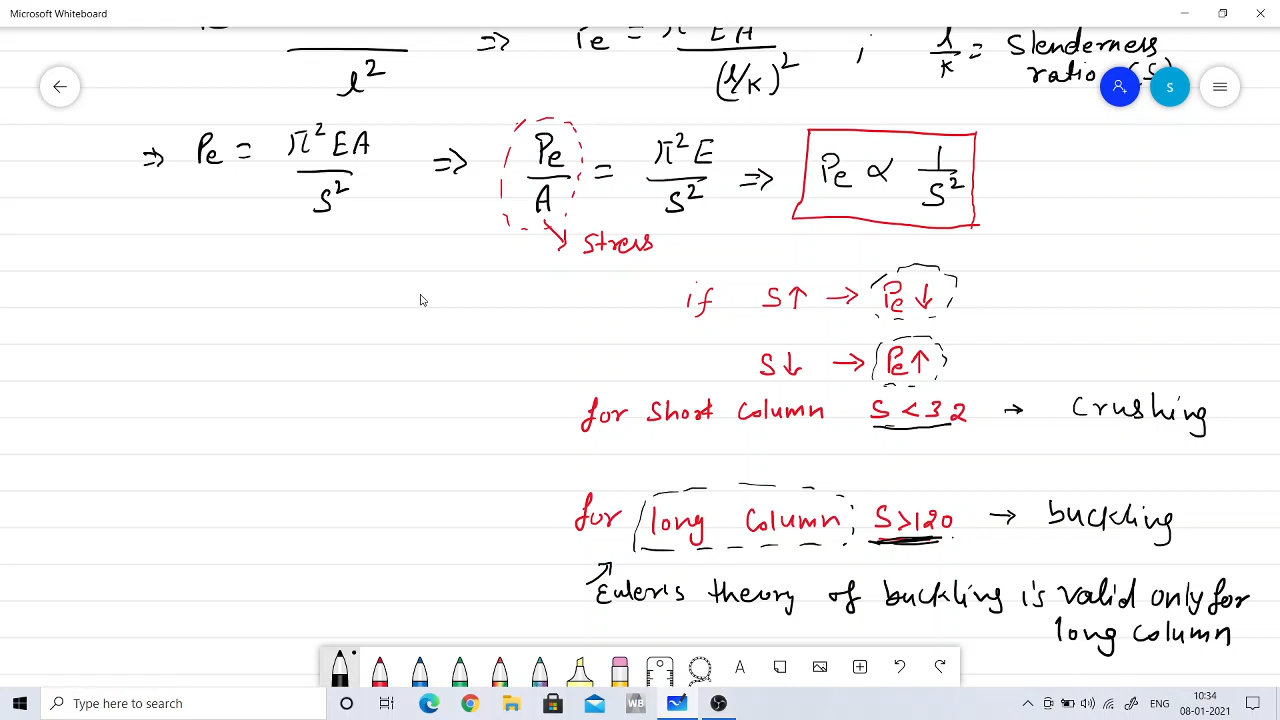 Microsoft Whiteboard
l² ⇒ Pe = π² EA / (l/K)² ; l/K = Slenderness
ratio (S)
⇒ Pe = π² EA / S² ⇒ Pe / A = π² E / S² ⇒ Pe ∝ 1 / S²
stress
if S↑ → Pe↓
S↓ → Pe↑
for short column S < 32 → crushing
for long column, S>120 → buckling
Euler's theory of buckling is valid only for
long column
Type here to search
WB
ENG
10:34
08-01-2021